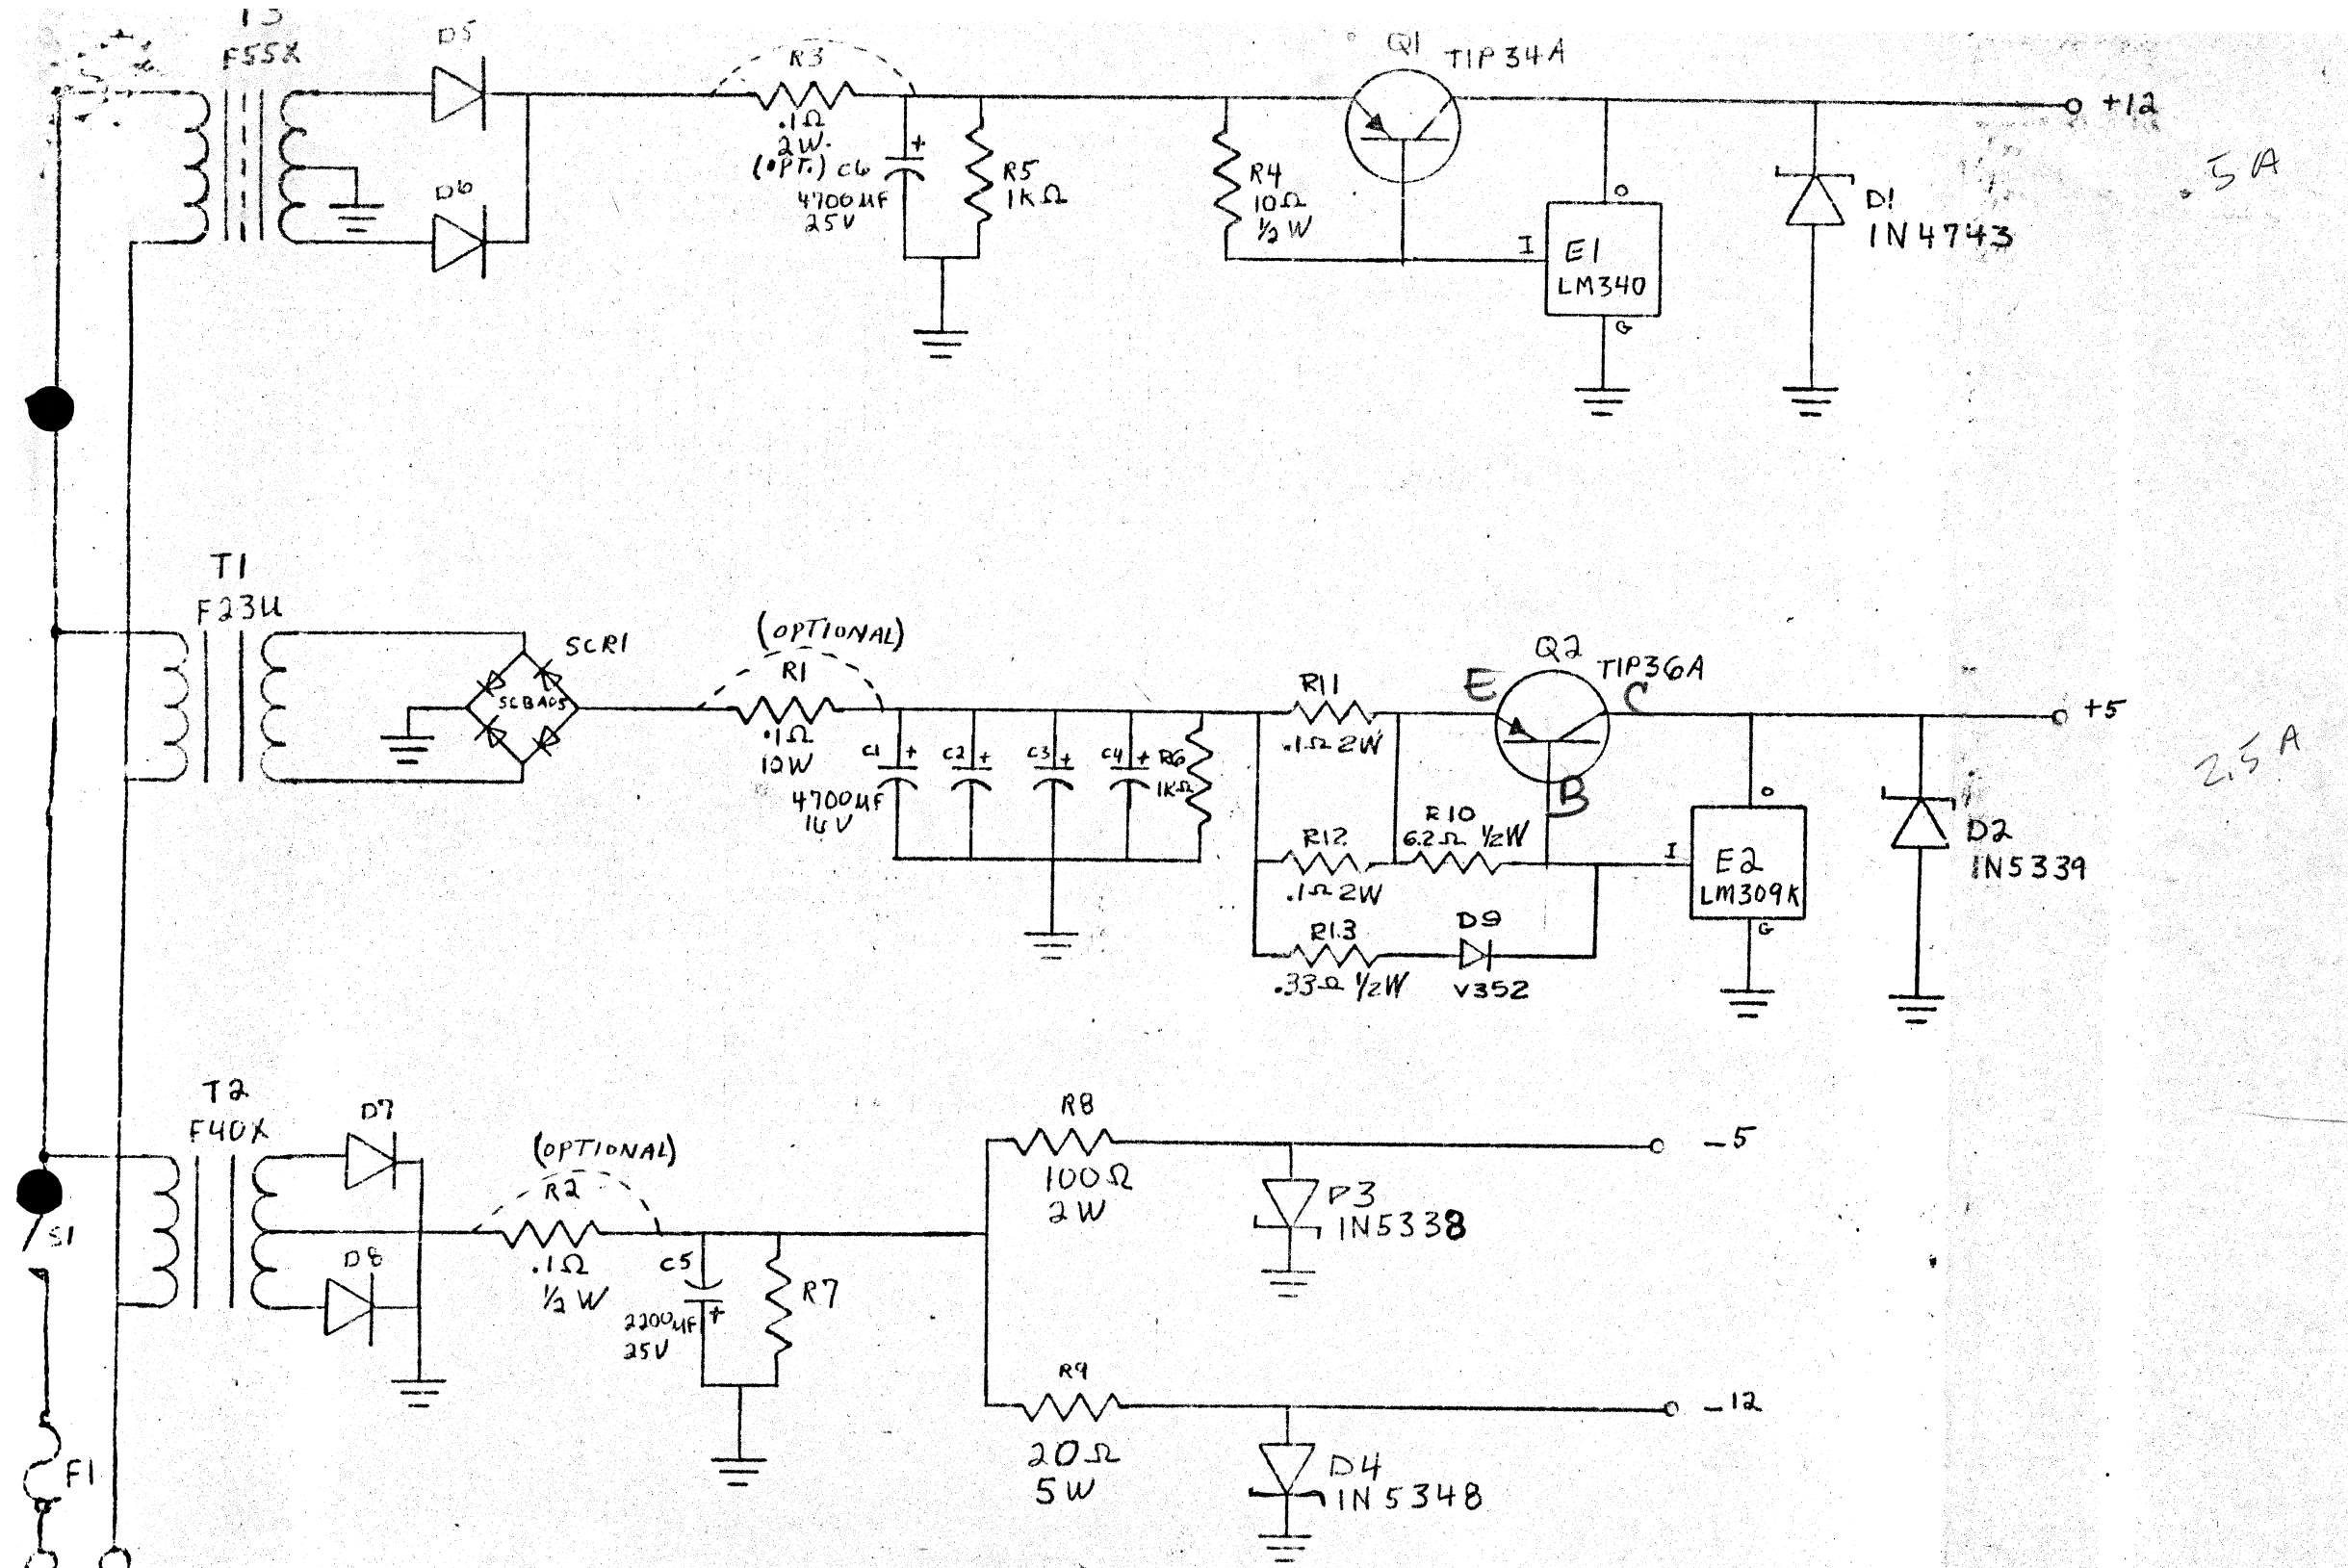 T3
F55X
D5
D6
R3
.1Ω
2W.
(OPT.)
C6
+
4700µF
25V
R5
1KΩ
R4
10Ω
½ W
Q1
TIP34A
O
I
E1
LM340
G
D1
1N4743
+12
.5A
T1
F23U
SCR1
SCBA05
(OPTIONAL)
R1
.1Ω
10W
C1 +
4700µF
C2 +
C3 +
C4 +
R6
1KΩ
R11
.1Ω 2W
E
Q2
TIP36A
C
B
R12
.1Ω 2W
R10
6.2Ω ½W
R13
.33Ω ½W
D9
V352
O
I
E2
LM309K
G
D2
1N5339
+5
2.5A
T2
F40X
D7
D8
(OPTIONAL)
R2
.1Ω
½ W
C5
+
2200µF
25V
R7
R8
100Ω
2W
1N5338
-5
R9
20Ω
5W
D4
1N5348
-12
S1
F1